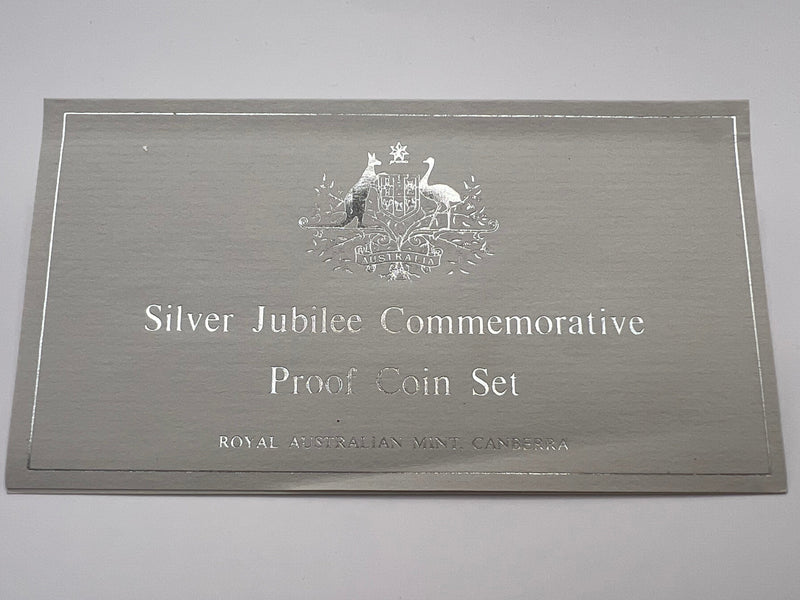 AUSTRALIA
Silver Jubilee Commemorative
Proof Coin Set
ROYAL AUSTRALIAN MINT, CANBERRA